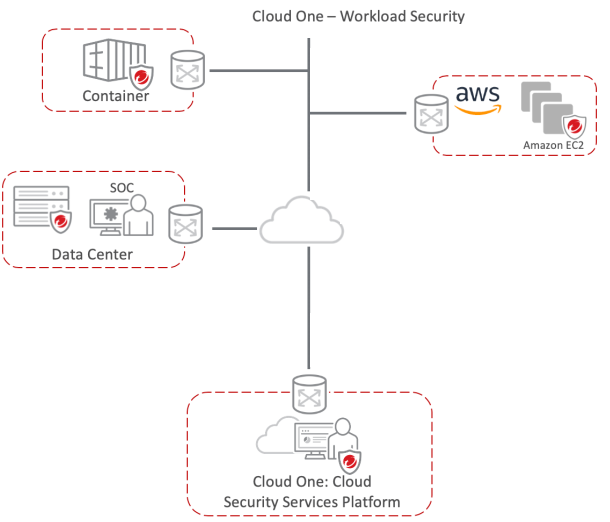 Cloud One – Workload Security
Container
aws
Amazon EC2
SOC
Data Center
Cloud One: Cloud
Security Services Platform